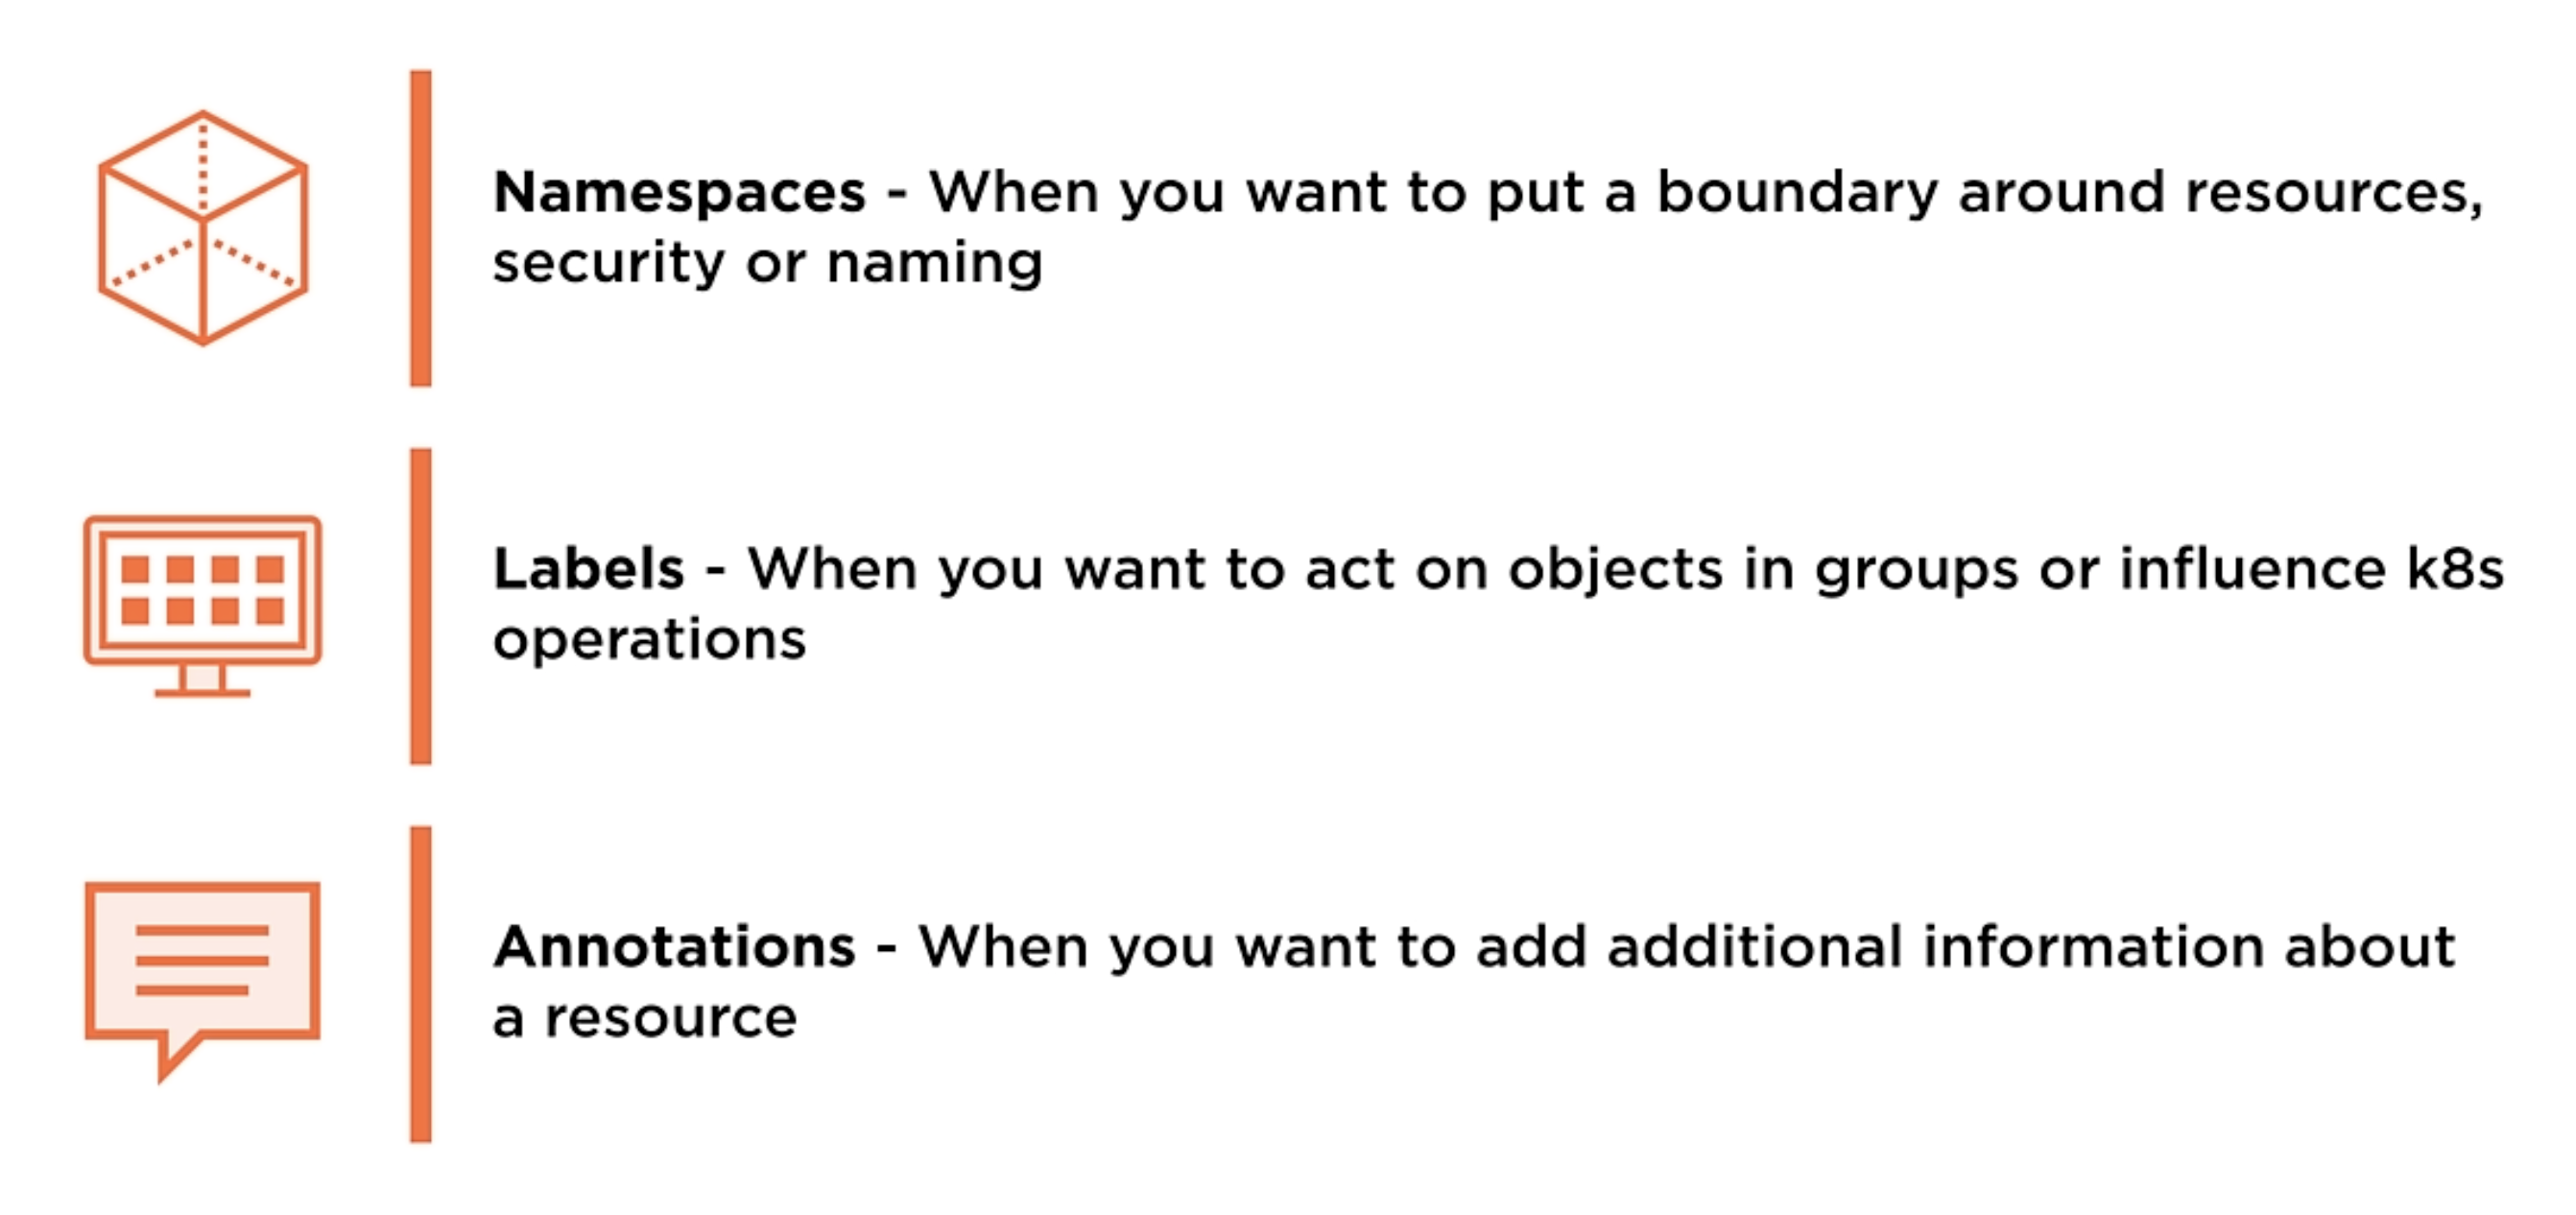 Namespaces - When you want to put a boundary around resources,
security or naming
Labels - When you want to act on objects in groups or influence k8s
operations
Annotations - When you want to add additional information about
a resource